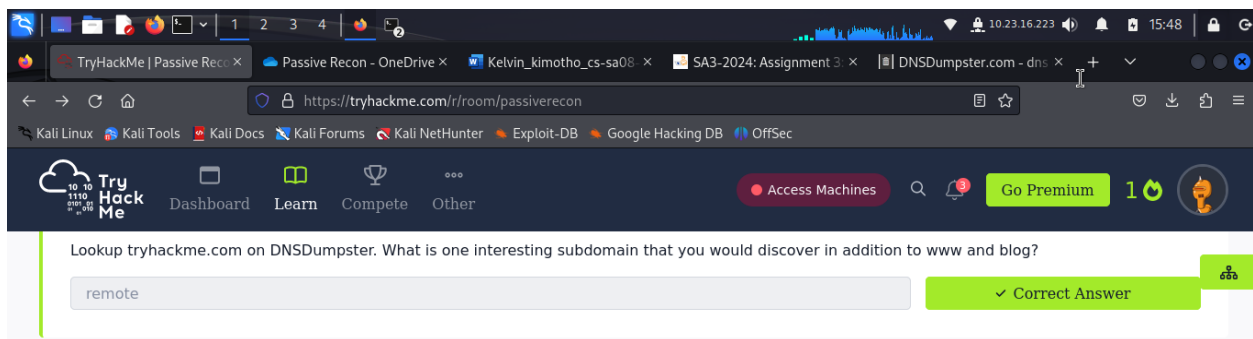 1 2 3 4 2 10.23.16.223 15:48
TryHackMe | Passive Reco Passive Recon - OneDrive Kelvin_kimotho_cs-sa08- SA3-2024: Assignment 3: DNSDumpster.com - dns
https://tryhackme.com/r/room/passiverecon
Kali Linux Kali Tools Kali Docs Kali Forums Kali NetHunter Exploit-DB Google Hacking DB OffSec
Try Hack Me Dashboard Learn Compete Other Access Machines 3 Go Premium 1
Lookup tryhackme.com on DNSDumpster. What is one interesting subdomain that you would discover in addition to www and blog?
remote Correct Answer